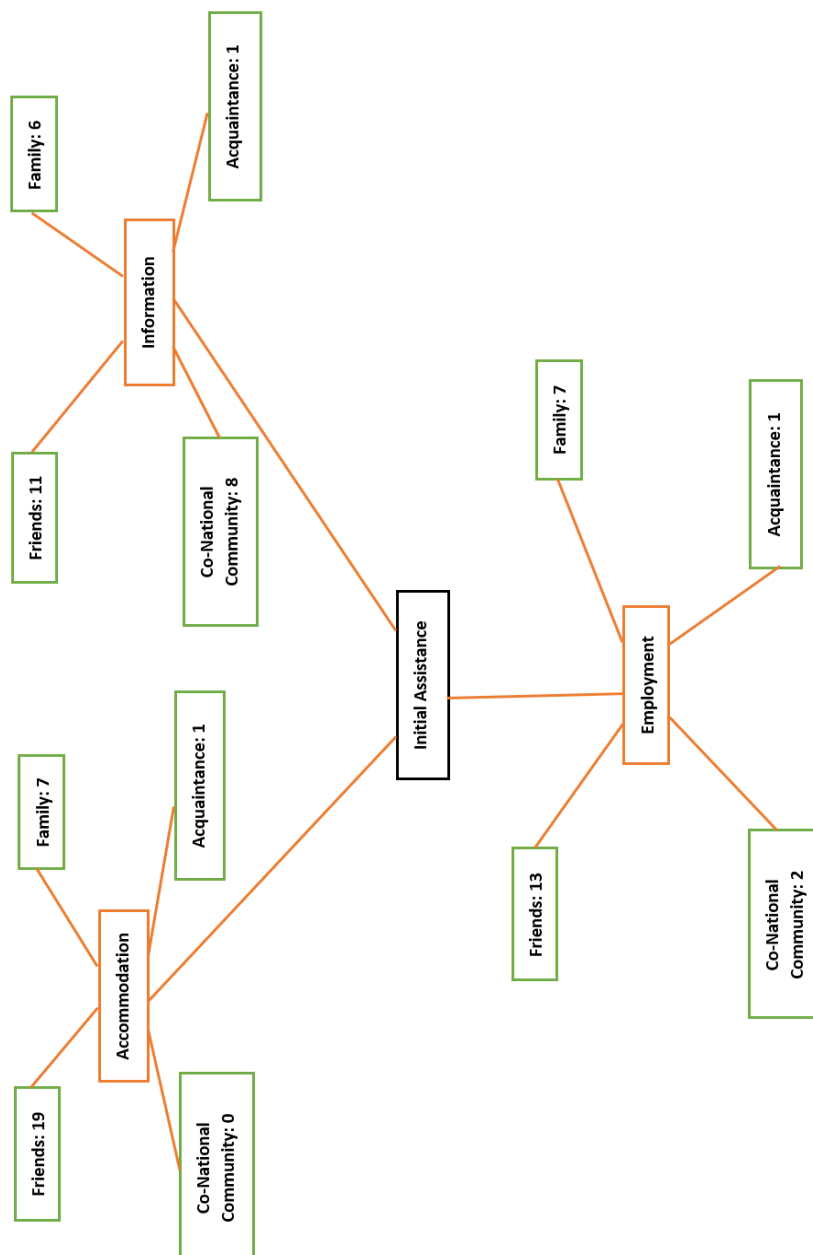 Friends: 19
Family: 7
Accommodation
Co-National
Community: 0
Acquaintance: 1
Friends: 11
Family: 6
Information
Co-National
Community: 8
Acquaintance: 1
Initial Assistance
Friends: 13
Family: 7
Employment
Co-National
Community: 2
Acquaintance: 1